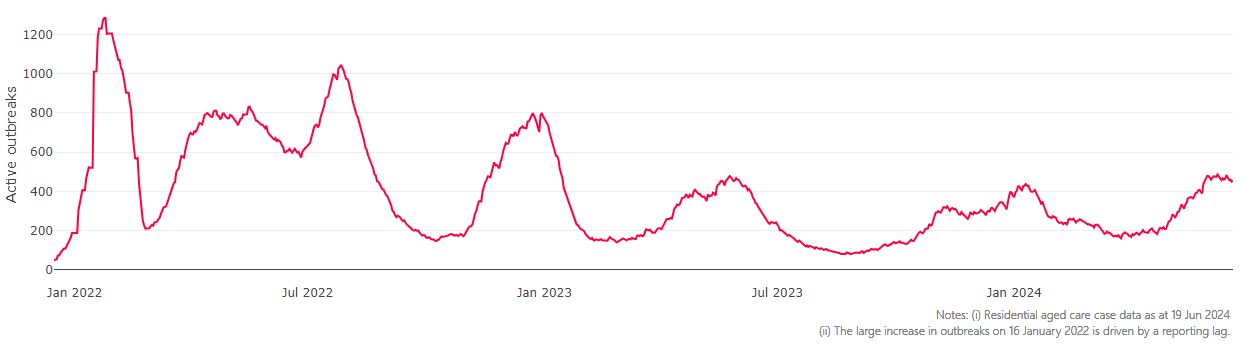 Active outbreaks
1200
1000
800
600
400
200
0
Jan 2022
Jul 2022
Jan 2023
Jul 2023
Jan 2024
Notes: (i) Residential aged care case data as at 19 Jun 2024
(ii) The large increase in outbreaks on 16 January 2022 is driven by a reporting lag.